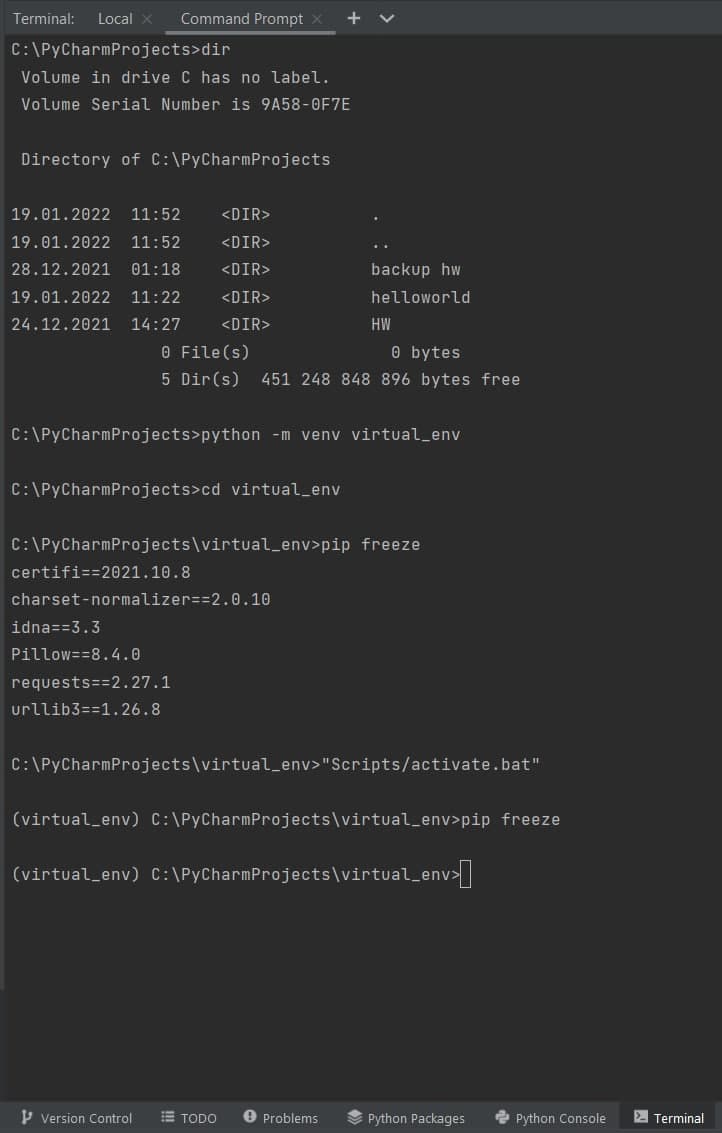 Terminal: Local Command Prompt
C:\PyCharmProjects>dir
Volume in drive C has no label.
Volume Serial Number is 9A58-0F7E
Directory of C:\PyCharmProjects
19.01.2022 11:52 <DIR> .
19.01.2022 11:52 <DIR> ..
28.12.2021 01:18 <DIR> backup hw
19.01.2022 11:22 <DIR> helloworld
24.12.2021 14:27 <DIR> HW
0 File(s) 0 bytes
5 Dir(s) 451 248 848 896 bytes free
C:\PyCharmProjects>python -m venv virtual_env
C:\PyCharmProjects>cd virtual_env
C:\PyCharmProjects\virtual_env>pip freeze
certifi==2021.10.8
charset-normalizer==2.0.10
idna==3.3
Pillow==8.4.0
requests==2.27.1
urllib3==1.26.8
C:\PyCharmProjects\virtual_env>"Scripts/activate.bat"
(virtual_env) C:\PyCharmProjects\virtual_env>pip freeze
(virtual_env) C:\PyCharmProjects\virtual_env>
Version Control TODO Problems Python Packages Python Console Terminal